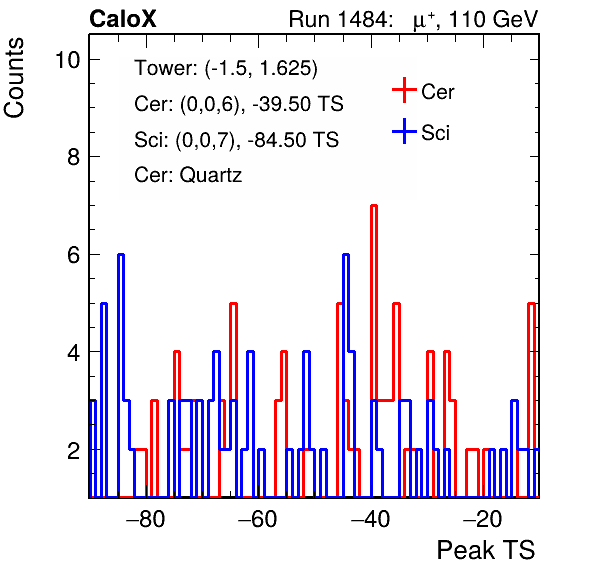 CaloX Run 1484: μ⁺, 110 GeV
Counts
Tower: (-1.5, 1.625)
Cer: (0,0,6), -39.50 TS
Sci: (0,0,7), -84.50 TS
Cer: Quartz
Cer
Sci
10
8
6
4
2
−80 −60 −40 −20
Peak TS